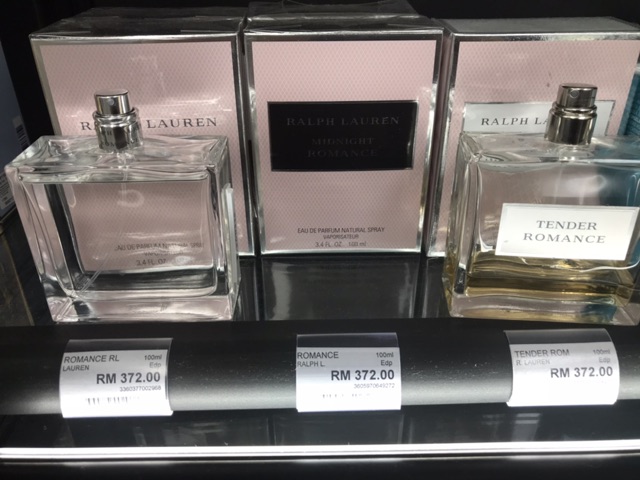 RALPH LAUREN
EAU DE PARFUM NATURAL SPRAY
3.4 FL. OZ.
RALPH LAUREN
MIDNIGHT
ROMANCE
EAU DE PARFUM NATURAL SPRAY
VAPORISATEUR
3.4 FL. OZ. 100 ml
RALPH LAUREN
TENDER
ROMANCE
ROMANCE RL 100ml
LAUREN Edp
RM 372.00
3360377002968
ROMANCE 100ml
RALPH L. Edp
RM 372.00
3605970645272
TENDER ROM 100ml
R. LAUREN Edp
RM 372.00